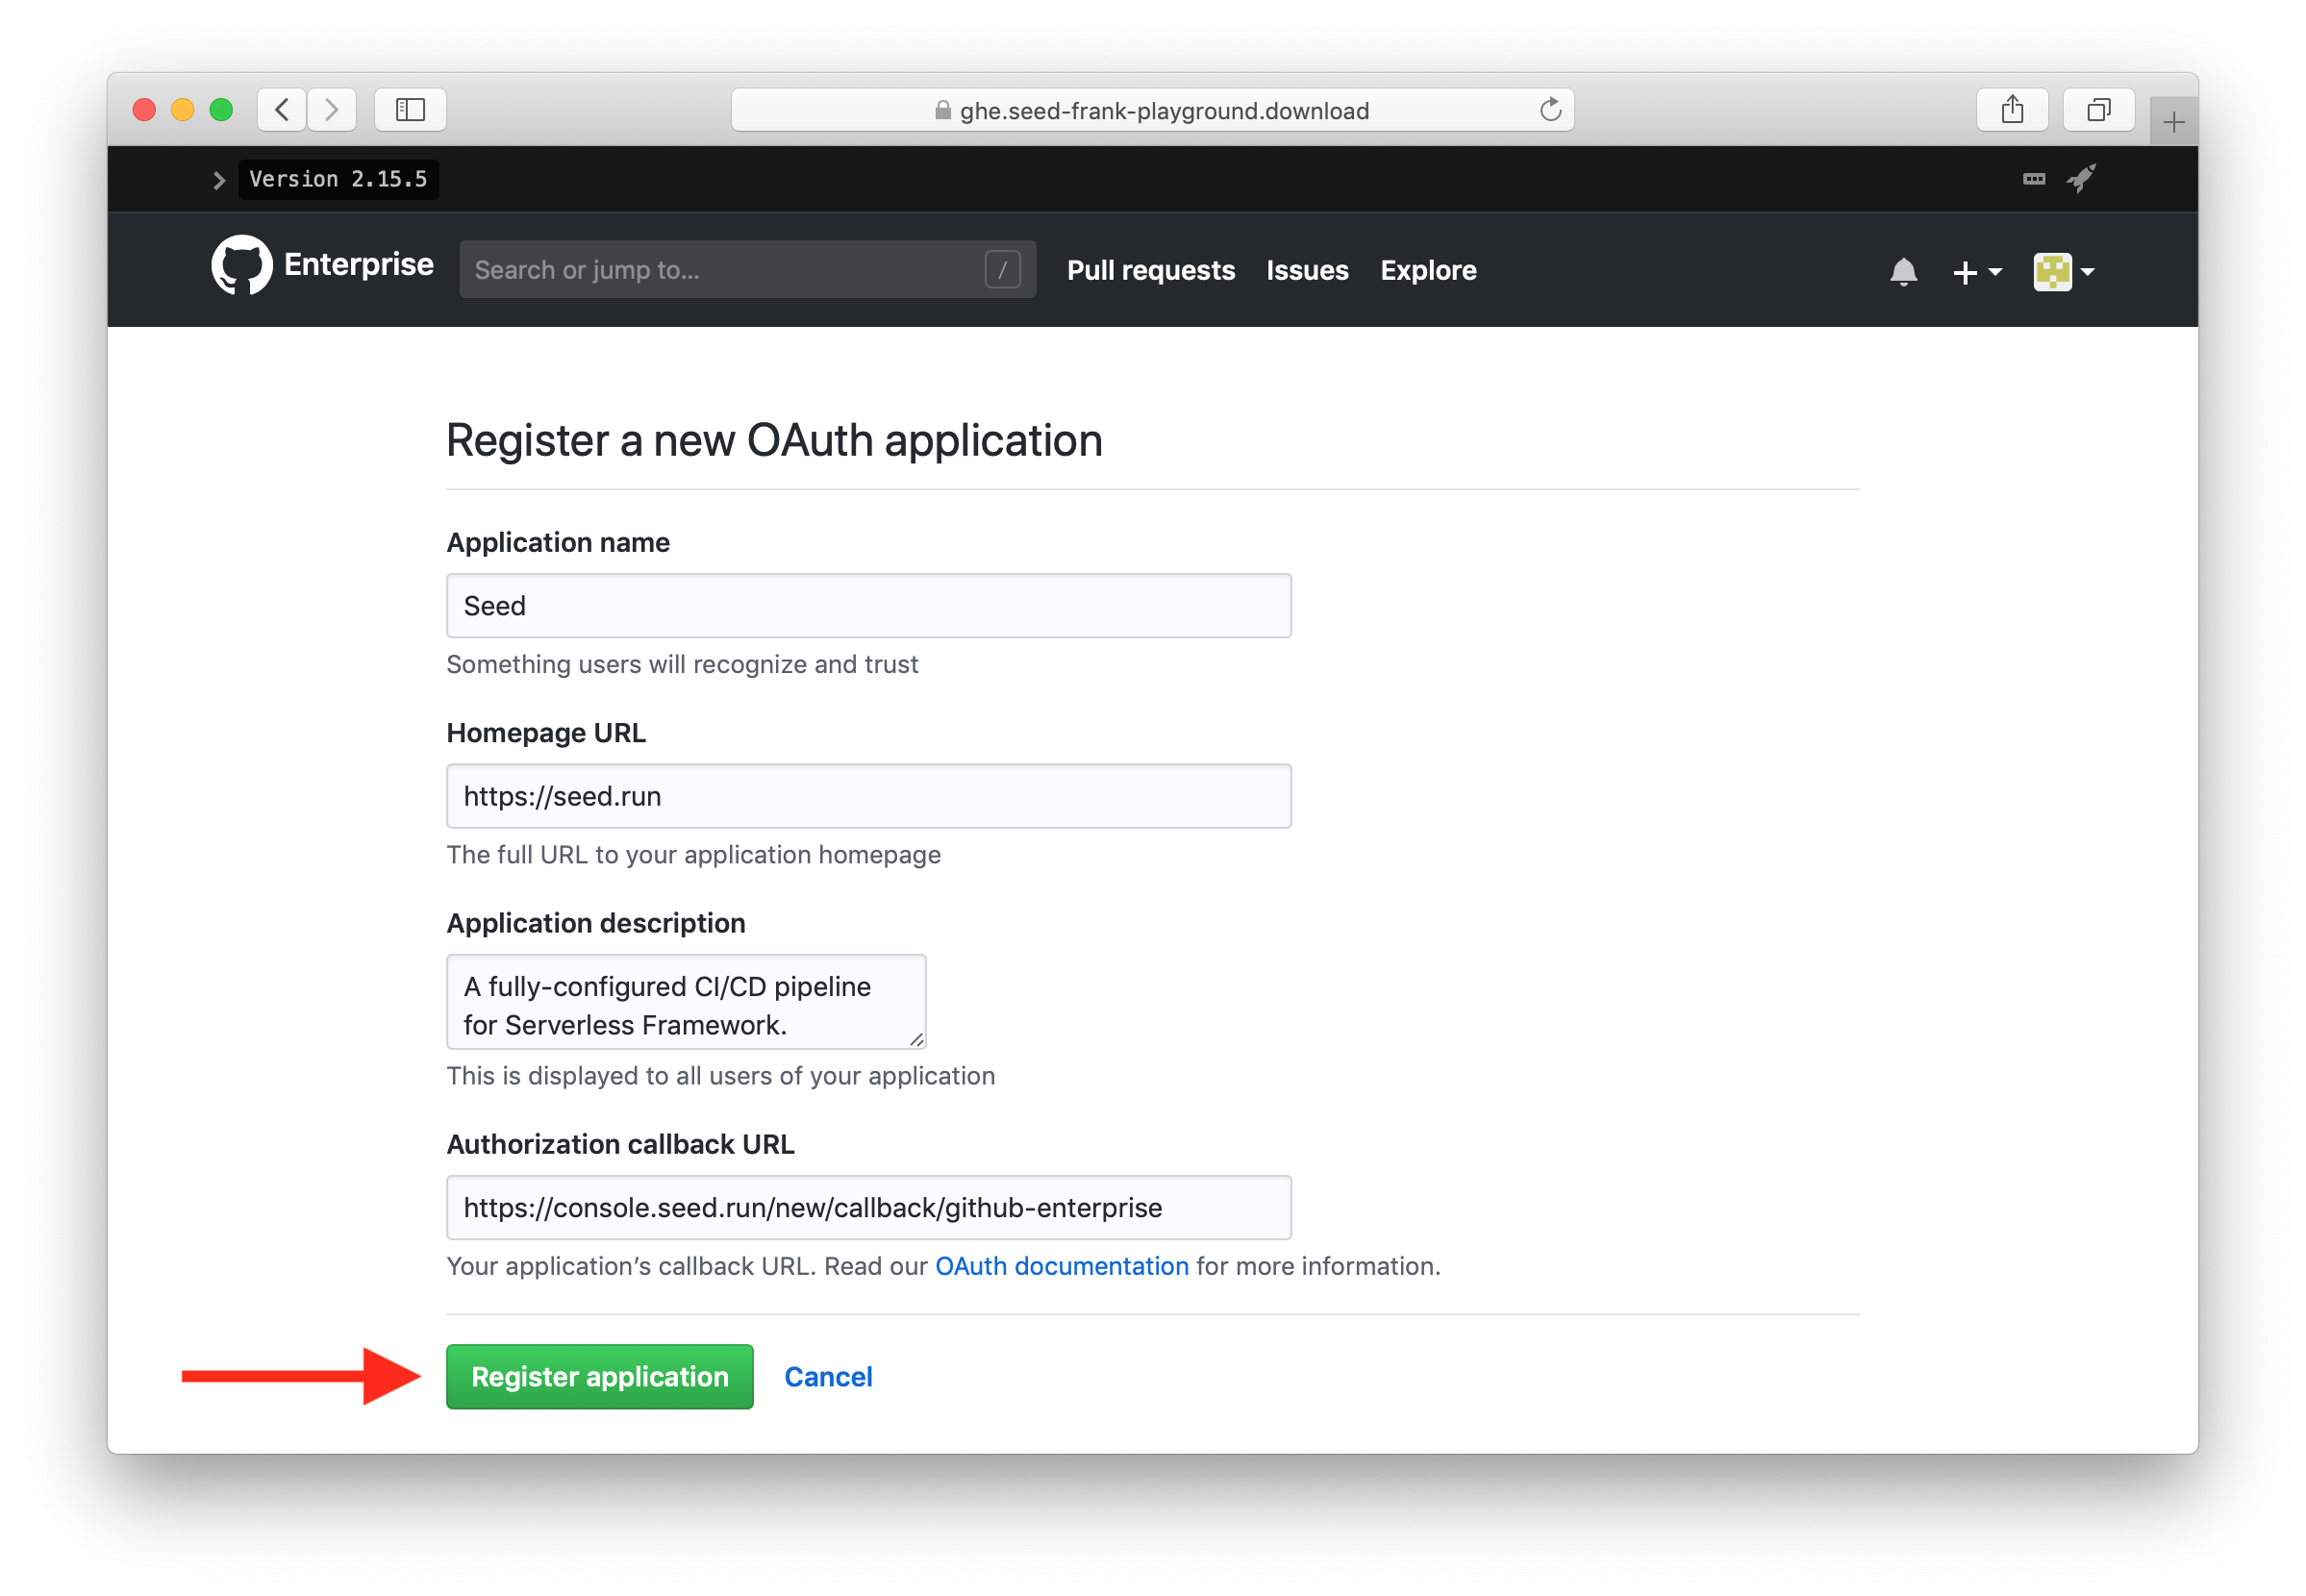 ghe.seed-frank-playground.download
Version 2.15.5
Enterprise
Search or jump to...
/
Pull requests
Issues
Explore
Register a new OAuth application
Application name
Seed
Something users will recognize and trust
Homepage URL
https://seed.run
The full URL to your application homepage
Application description
A fully-configured CI/CD pipeline
for Serverless Framework.
This is displayed to all users of your application
Authorization callback URL
https://console.seed.run/new/callback/github-enterprise
Your application’s callback URL. Read our OAuth documentation for more information.
Register application
Cancel